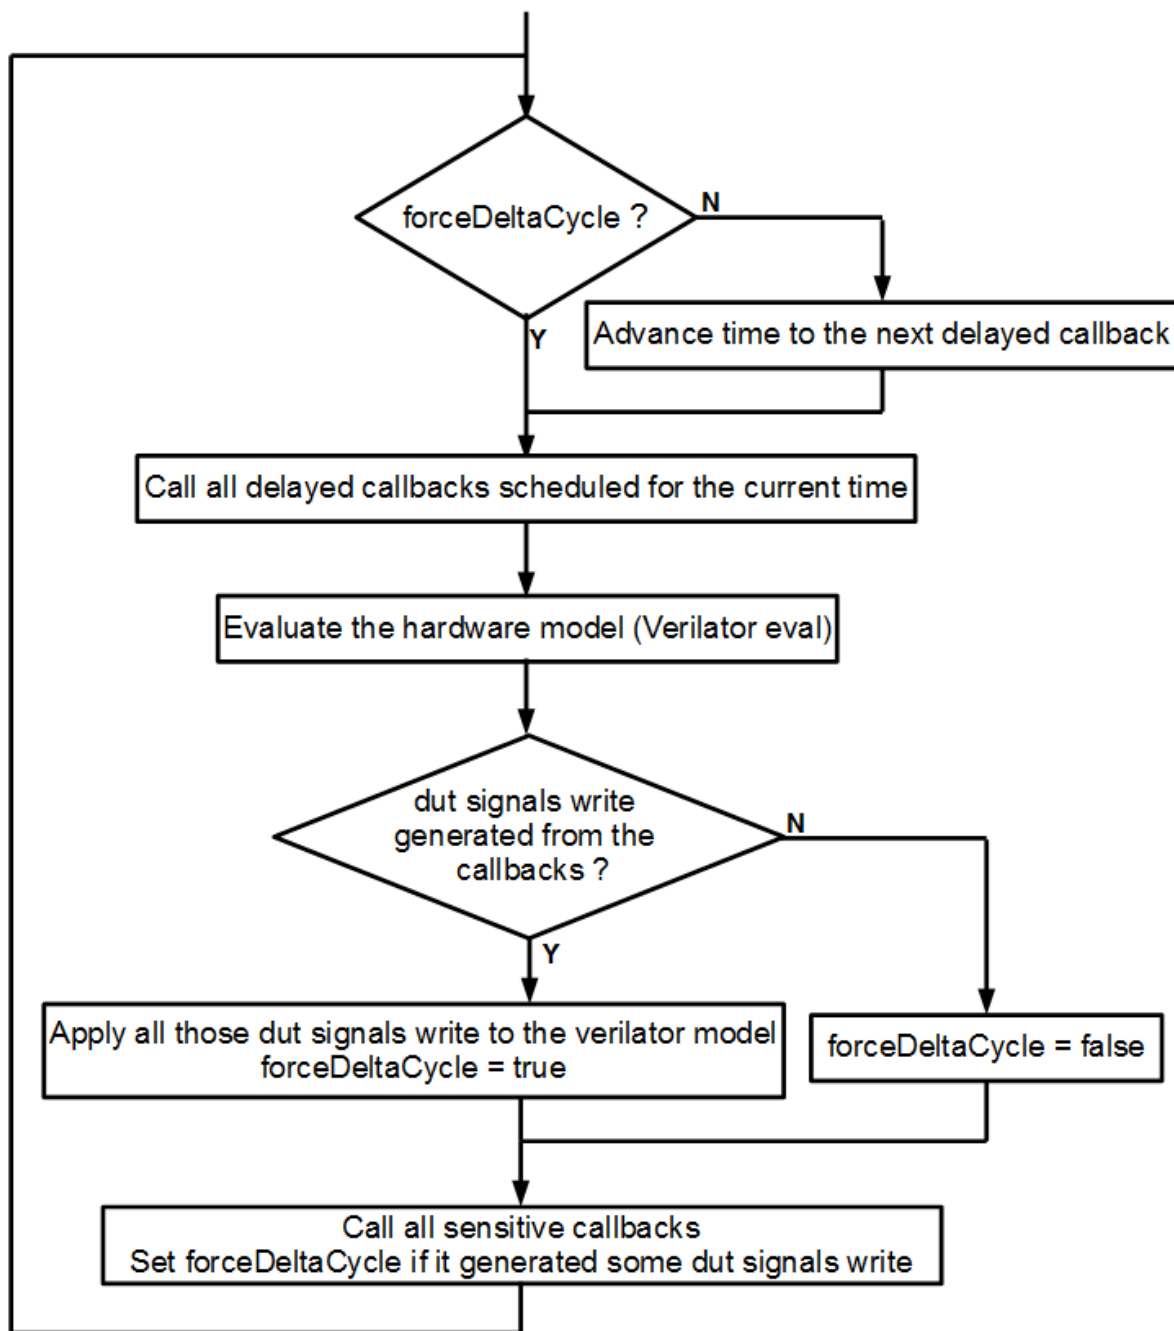 forceDeltaCycle ?
N
Y
Advance time to the next delayed callback
Call all delayed callbacks scheduled for the current time
Evaluate the hardware model (Verilator eval)
dut signals write
generated from the
callbacks ?
N
Y
Apply all those dut signals write to the verilator model
forceDeltaCycle = true
forceDeltaCycle = false
Call all sensitive callbacks
Set forceDeltaCycle if it generated some dut signals write